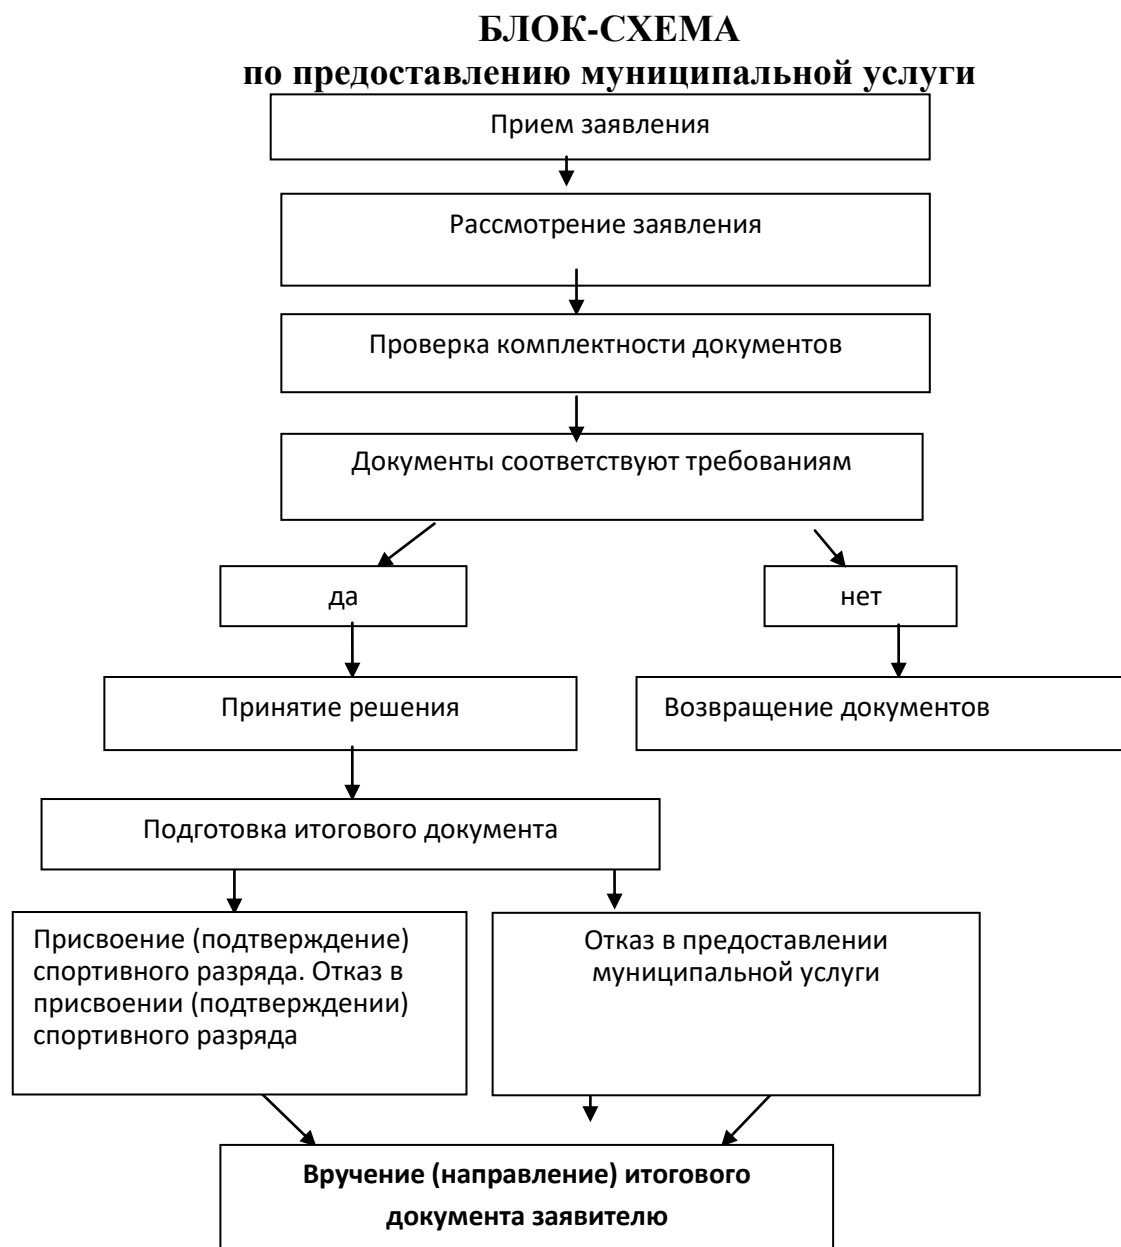 БЛОК-СХЕМА
по предоставлению муниципальной услуги
Прием заявления
Рассмотрение заявления
Проверка комплектности документов
Документы соответствуют требованиям
да
нет
Принятие решения
Возвращение документов
Подготовка итогового документа
Присвоение (подтверждение)
спортивного разряда. Отказ в
присвоении (подтверждении)
спортивного разряда
Отказ в предоставлении
муниципальной услуги
Вручение (направление) итогового
документа заявителю